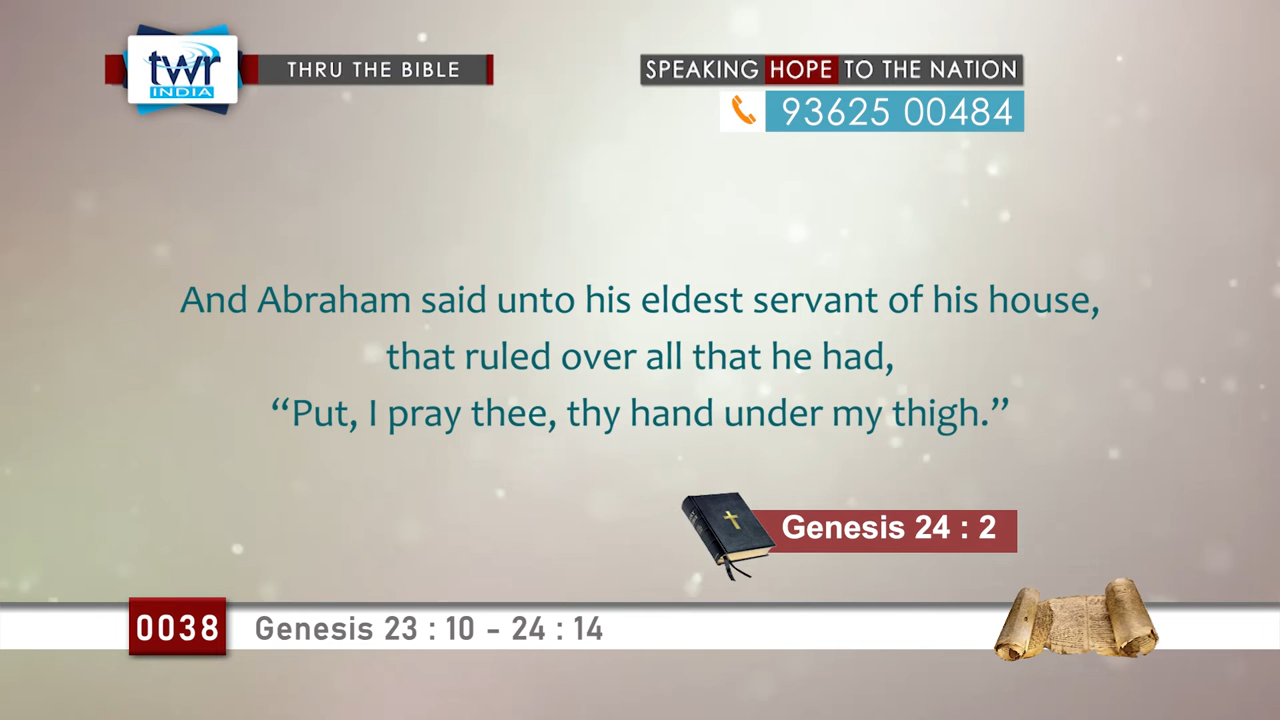 twr
INDIA
THRU THE BIBLE
SPEAKING HOPE TO THE NATION
93625 00484
And Abraham said unto his eldest servant of his house,
that ruled over all that he had,
“Put, I pray thee, thy hand under my thigh.”
Genesis 24 : 2
0038
Genesis 23 : 10 - 24 : 14